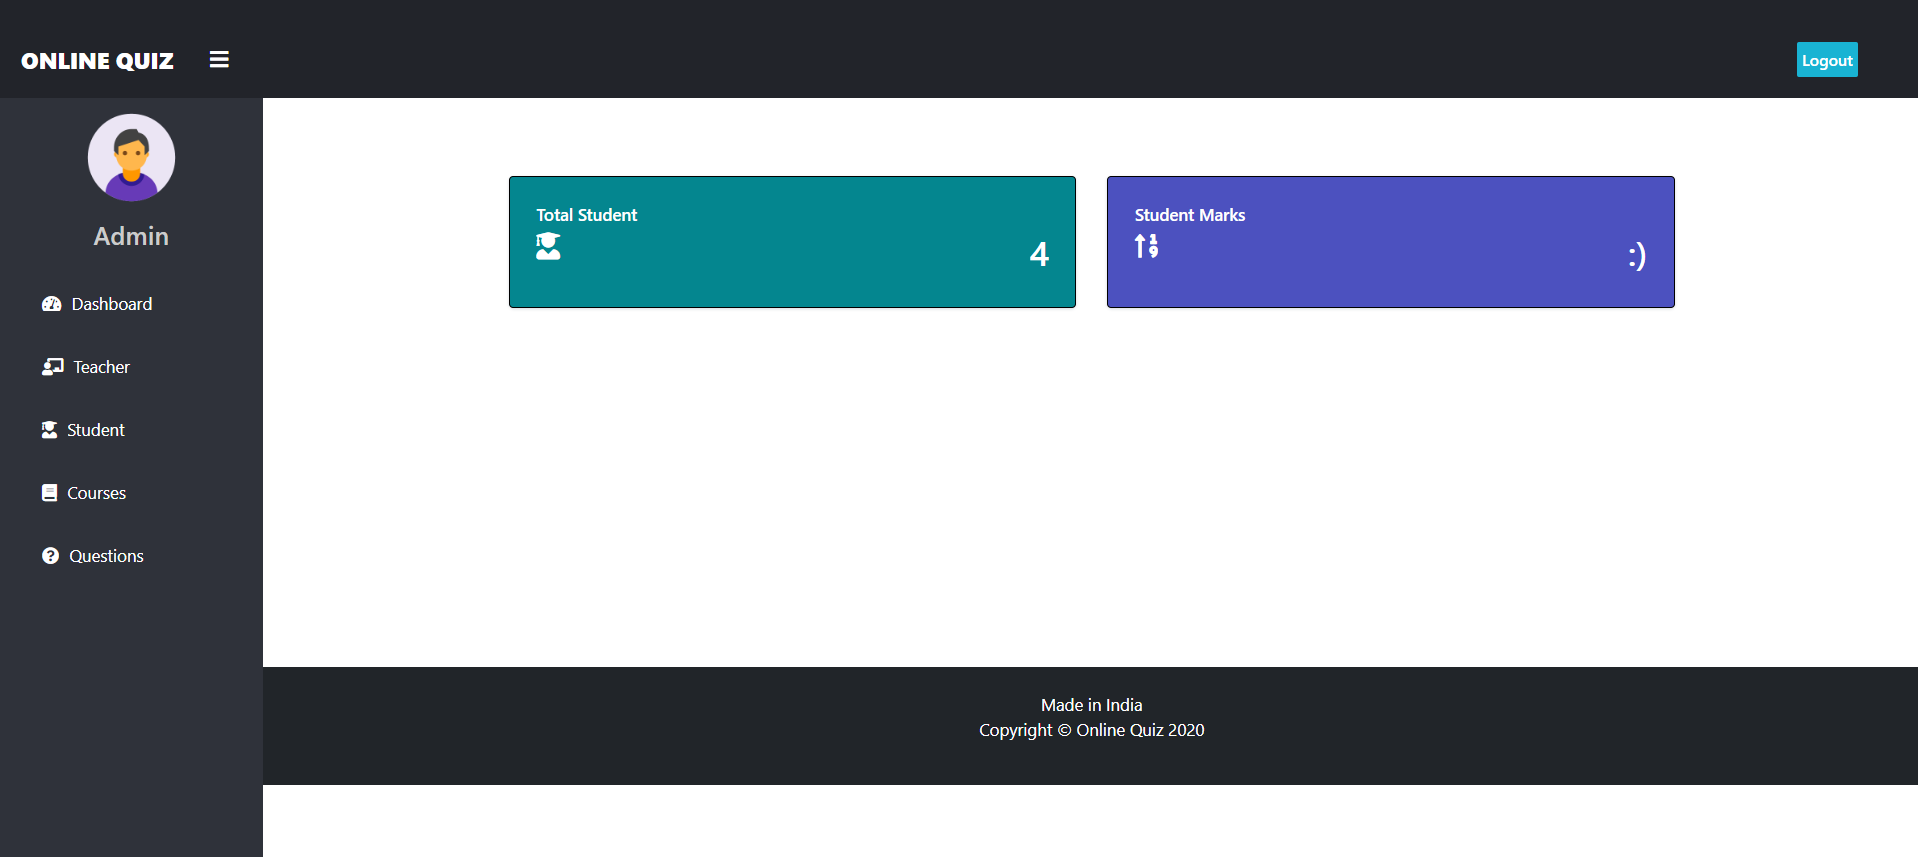 ONLINE QUIZ
Logout
Admin
Dashboard
Teacher
Student
Courses
Questions
Total Student
4
Student Marks
:)
Made in India
Copyright © Online Quiz 2020